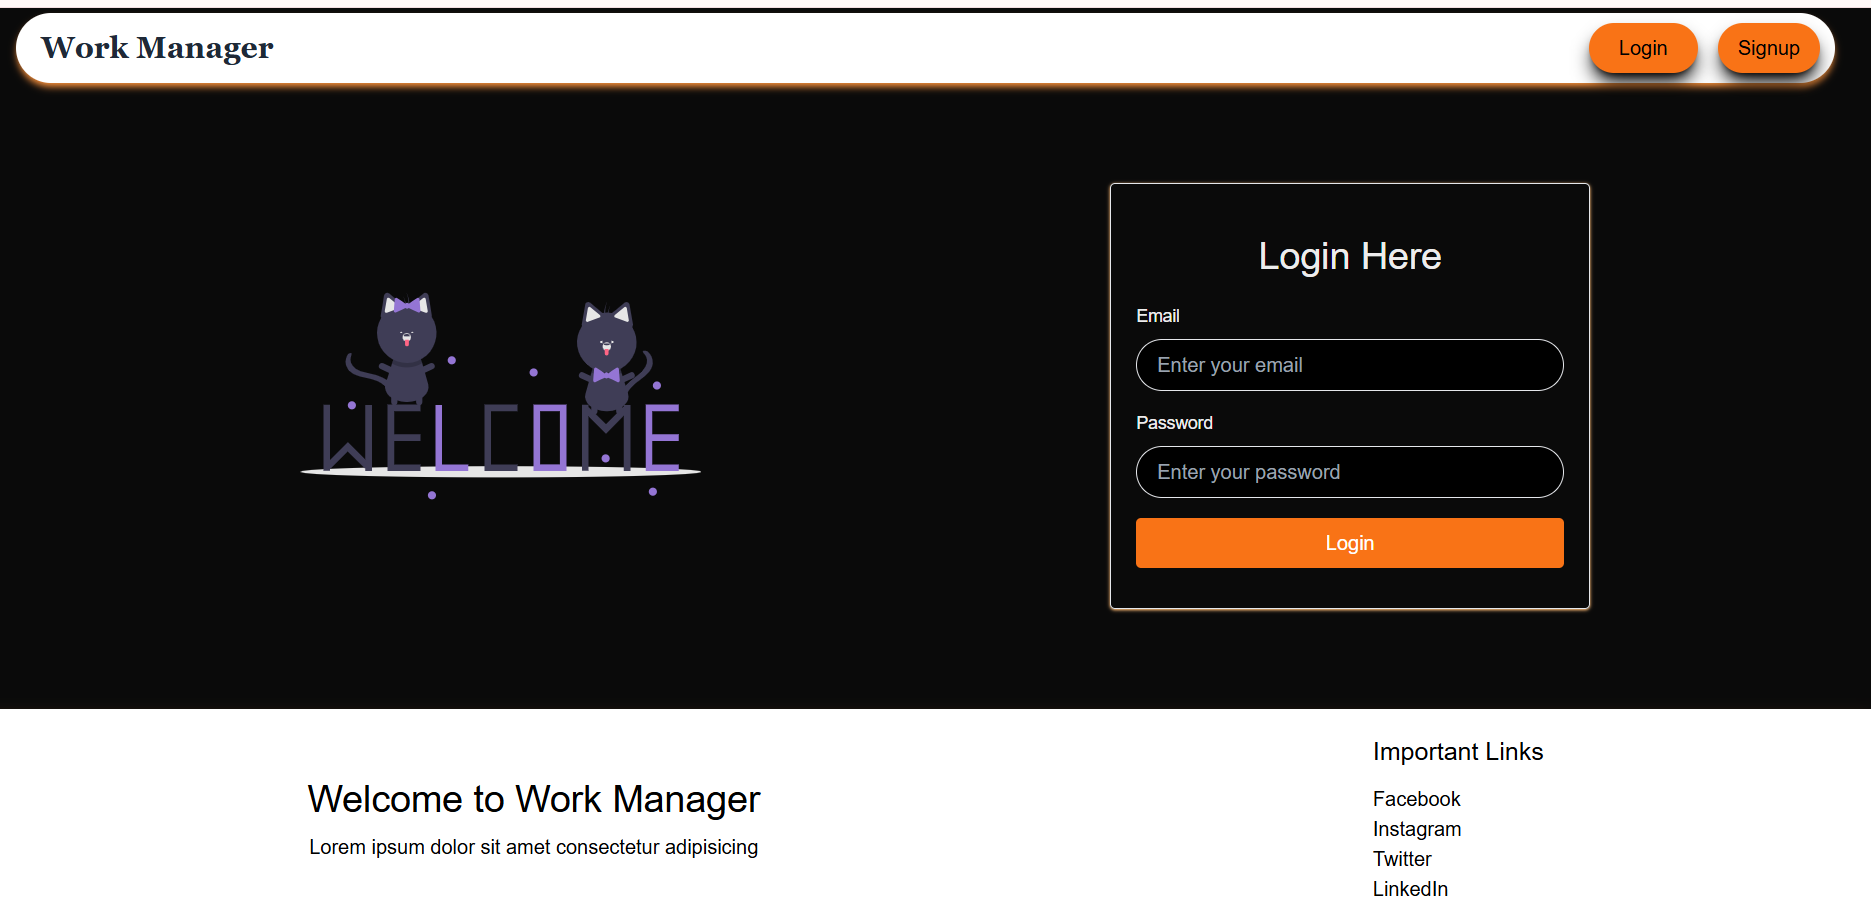 Work Manager
Login
Signup
WELCOME
Login Here
Email
Enter your email
Password
Enter your password
Login
Welcome to Work Manager
Lorem ipsum dolor sit amet consectetur adipisicing
Important Links
Facebook
Instagram
Twitter
LinkedIn